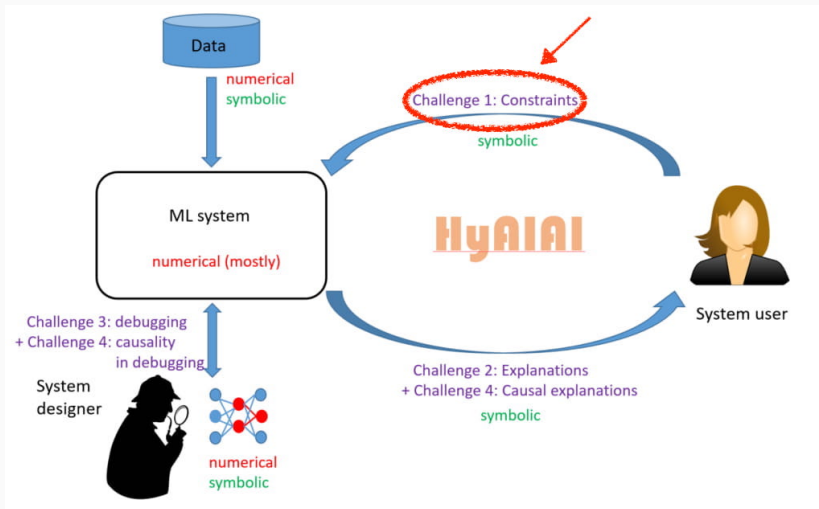 Data
numerical
symbolic
Challenge 1: Constraints
symbolic
ML system
numerical (mostly)
HyAIAI
System user
Challenge 3: debugging
+ Challenge 4: causality
in debugging
System
designer
numerical
symbolic
Challenge 2: Explanations
+ Challenge 4: Causal explanations
symbolic